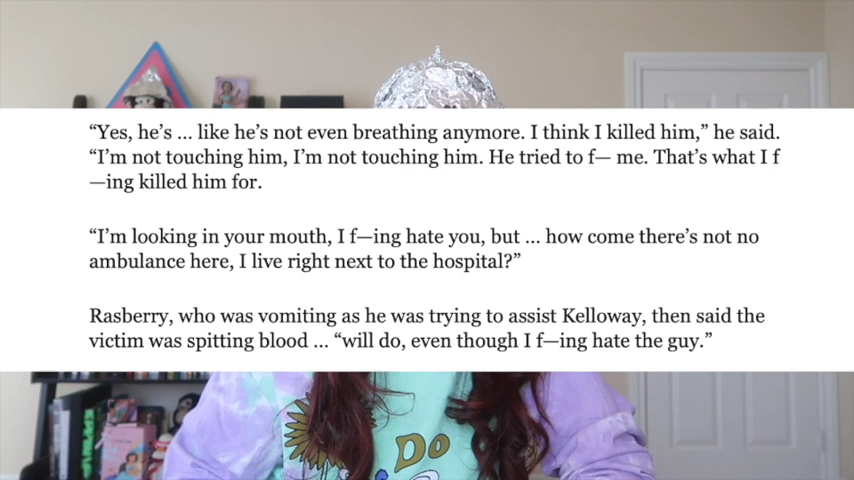 “Yes, he’s ... like he’s not even breathing anymore. I think I killed him,” he said.
“I’m not touching him, I’m not touching him. He tried to f— me. That’s what I f
—ing killed him for.
“I’m looking in your mouth, I f—ing hate you, but ... how come there’s not no
ambulance here, I live right next to the hospital?”
Rasberry, who was vomiting as he was trying to assist Kelloway, then said the
victim was spitting blood ... “will do, even though I f—ing hate the guy.”
Do